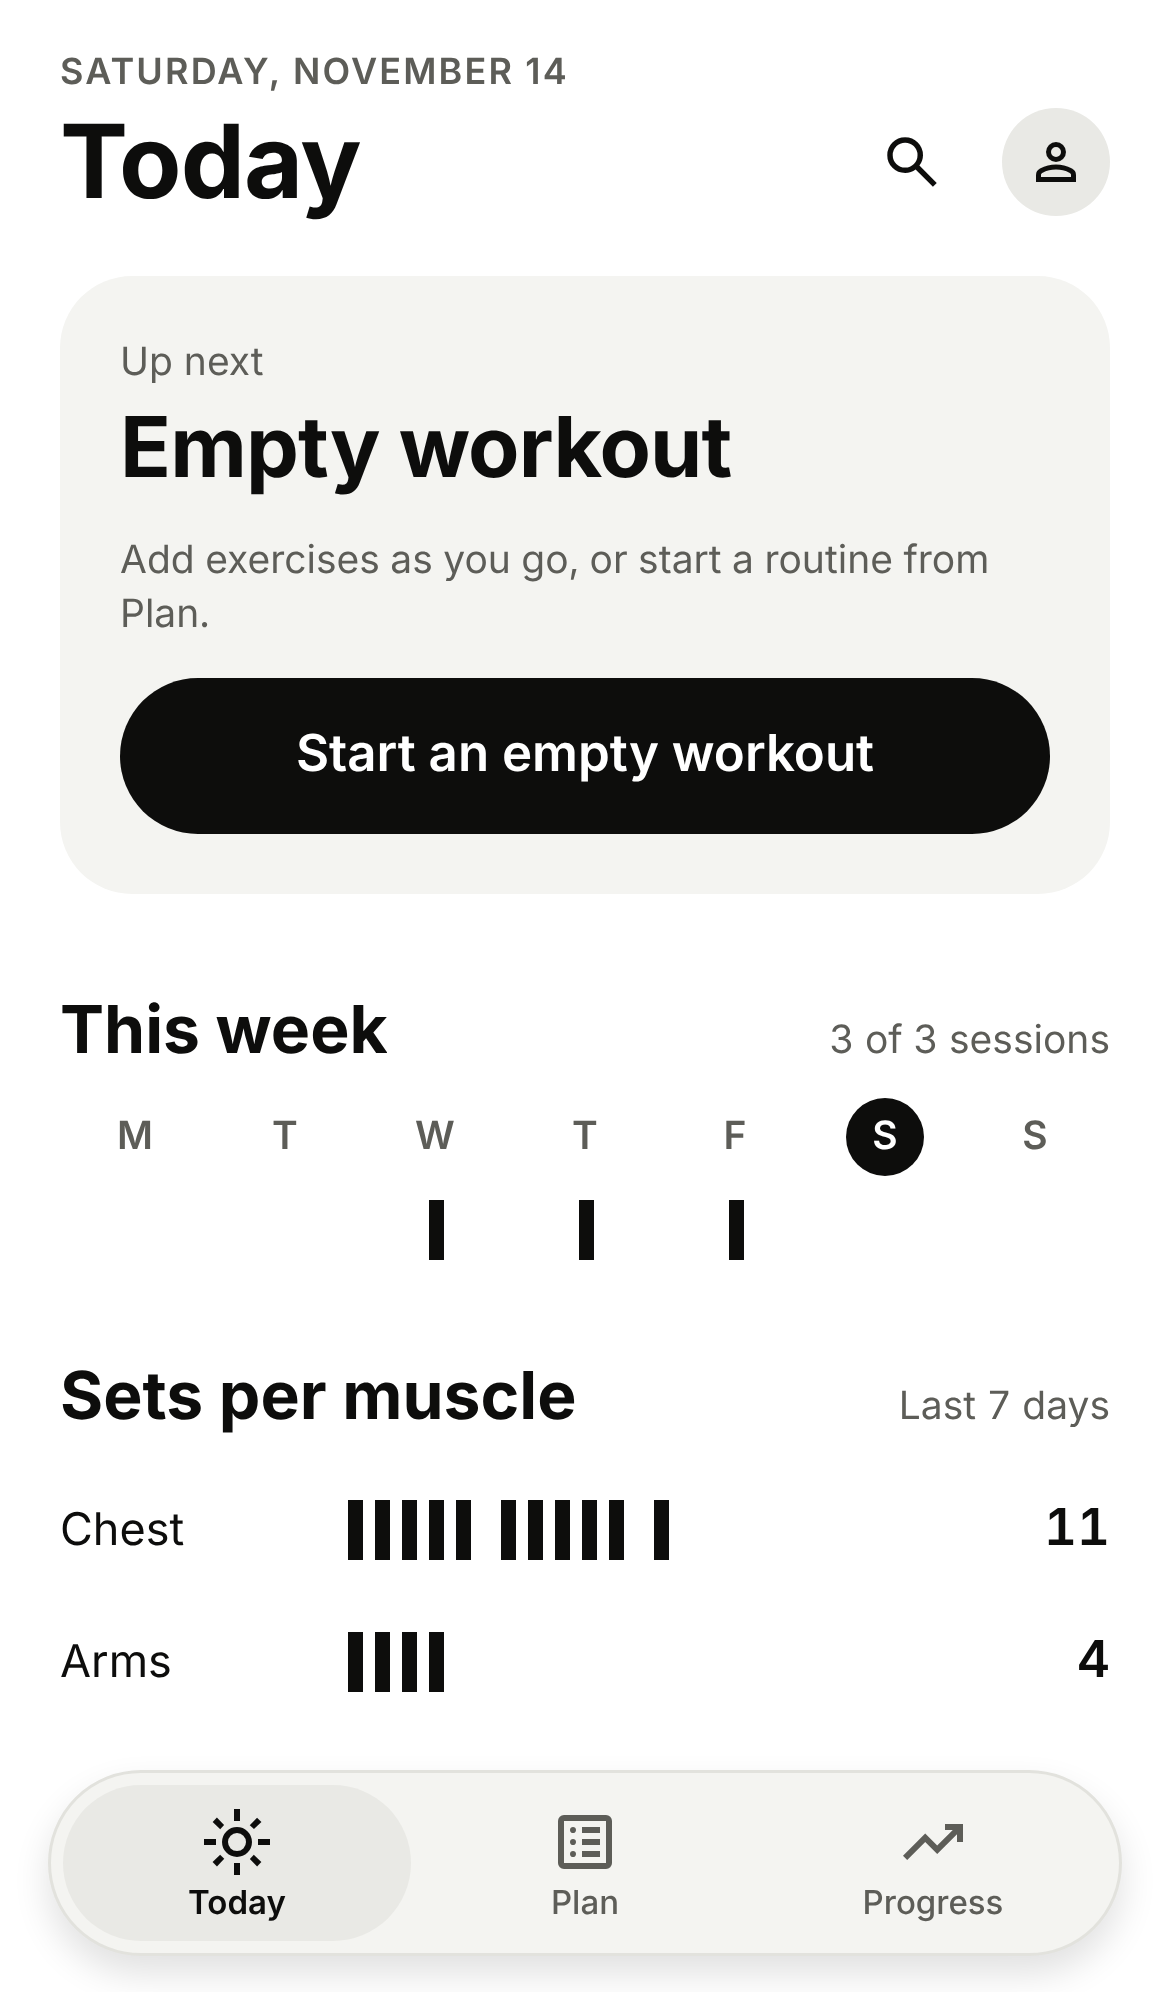 SATURDAY, NOVEMBER 14
Today
Up next
Empty workout
Add exercises as you go, or start a routine from
Plan.
Start an empty workout
This week
3 of 3 sessions
M T W T F S S
Sets per muscle
Last 7 days
Chest 11
Arms 4
Today Plan Progress